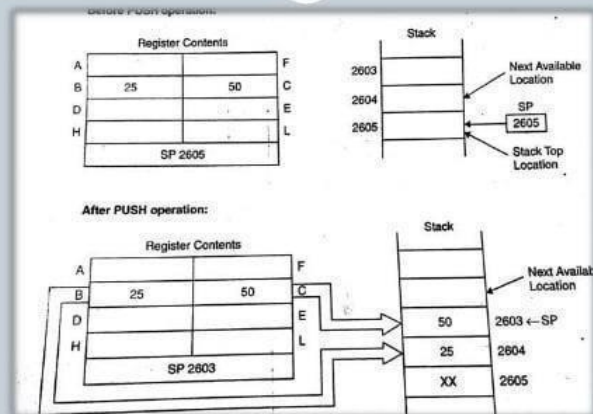 Before PUSH operation:
Register Contents
A F
B 25 50 C
D E
H L
SP 2605
Stack
2603
2604
2605
Next Available
Location
SP
2605
Stack Top
Location
After PUSH operation:
Register Contents
A F
B 25 50 C
D E
H L
SP 2603
Stack
Next Availab
Location
50 2603 ←SP
25 2604
XX 2605